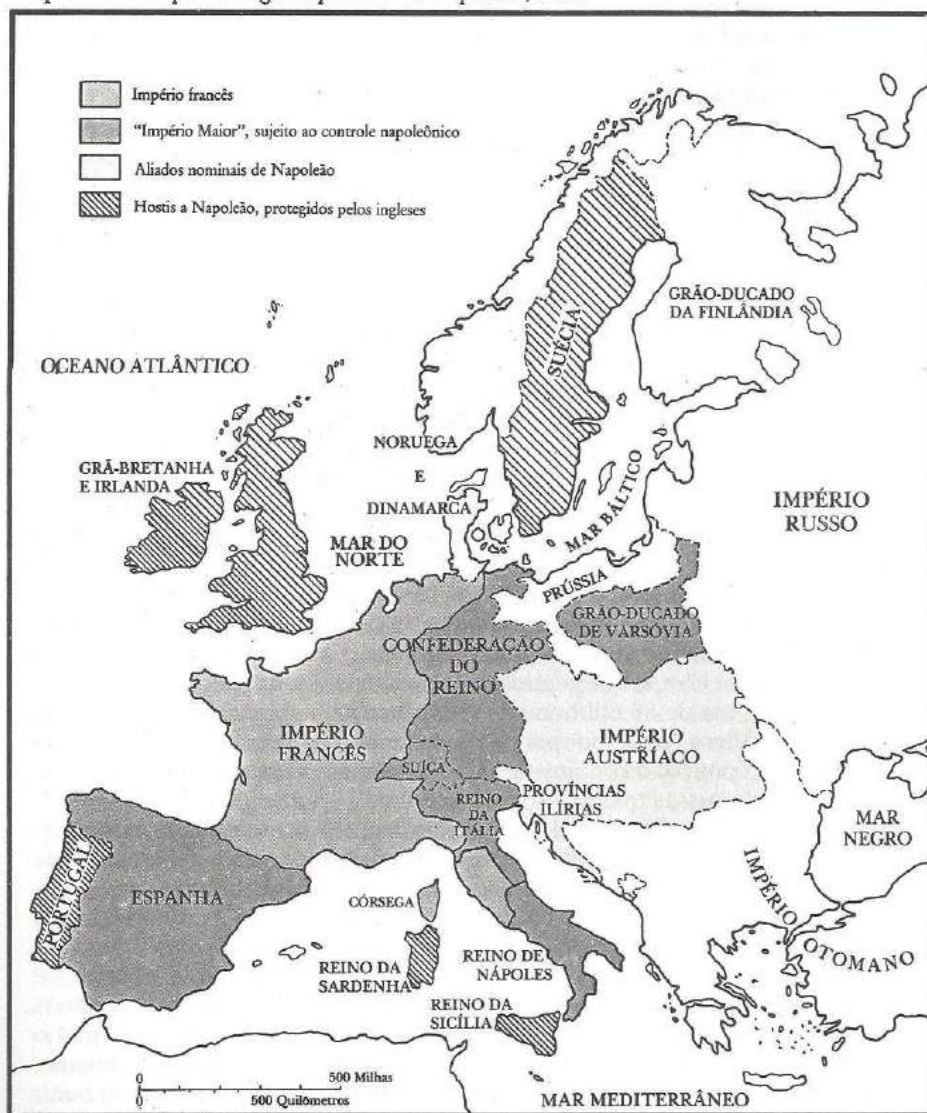 Império francês
"Império Maior", sujeito ao controle napoleônico
Aliados nominais de Napoleão
Hostis a Napoleão, protegidos pelos ingleses
GRÃO-DUCADO
DA FINLÂNDIA
OCEANO ATLÂNTICO
SUÉCIA
NORUEGA
E
DINAMARCA
GRÃ-BRETANHA
E IRLANDA
MAR DO
NORTE
MAR BÁLTICO
IMPÉRIO
RUSSO
PRÚSSIA
GRÃO-DUCADO
DE VARSÓVIA
CONFEDERAÇÃO
DO
REINO
IMPÉRIO
FRANCÊS
IMPÉRIO
AUSTRÍACO
SUÍÇA
PROVÍNCIAS
ILÍRIAS
REINO
DA
ITÁLIA
MAR
NEGRO
PORTUGAL
ESPANHA
CÓRSEGA
IMPÉRIO
OTOMANO
REINO DA
SARDENHA
REINO DE
NÁPOLES
REINO DA
SICÍLIA
0 500 Milhas
0 500 Quilômetros
MAR MEDITERRÂNEO